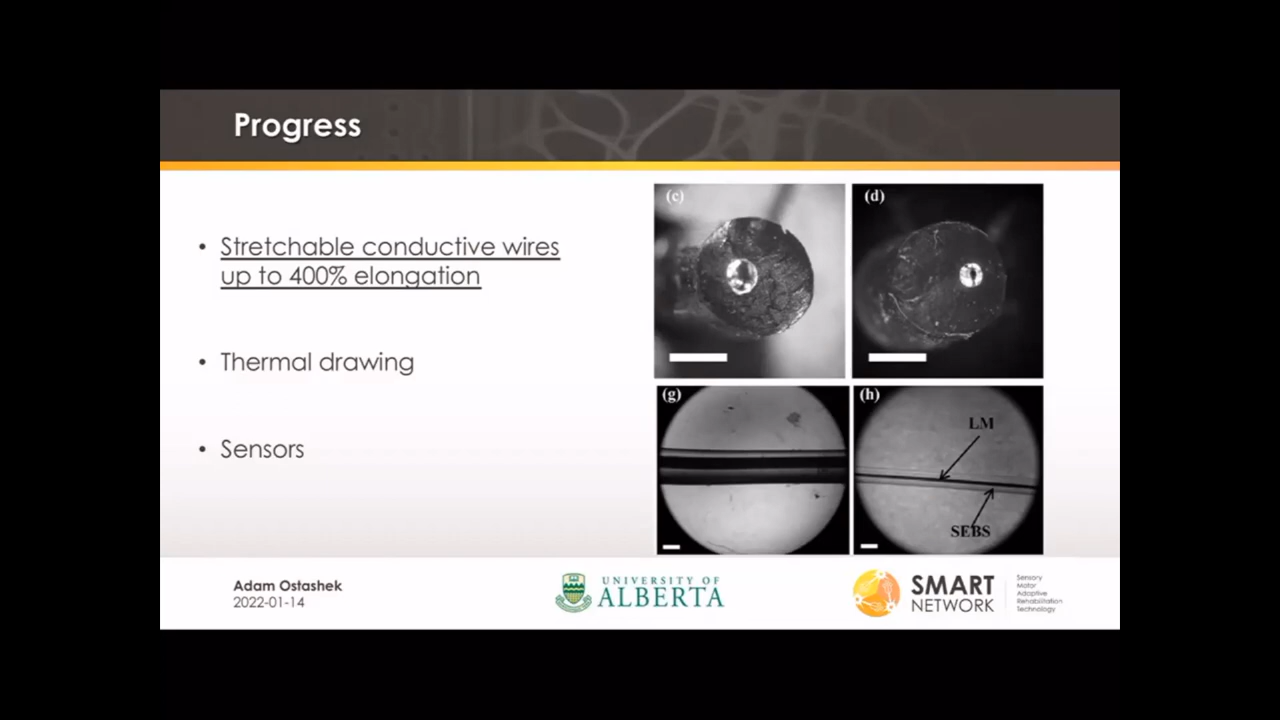 Progress
• Stretchable conductive wires
up to 400% elongation
• Thermal drawing
• Sensors
(c)
(d)
(g)
(h)
LM
SEBS
Adam Ostashek
2022-01-14
UNIVERSITY OF
ALBERTA
SMART
NETWORK
Sensory
Motor
Adaptive
Rehabilitation
Technology